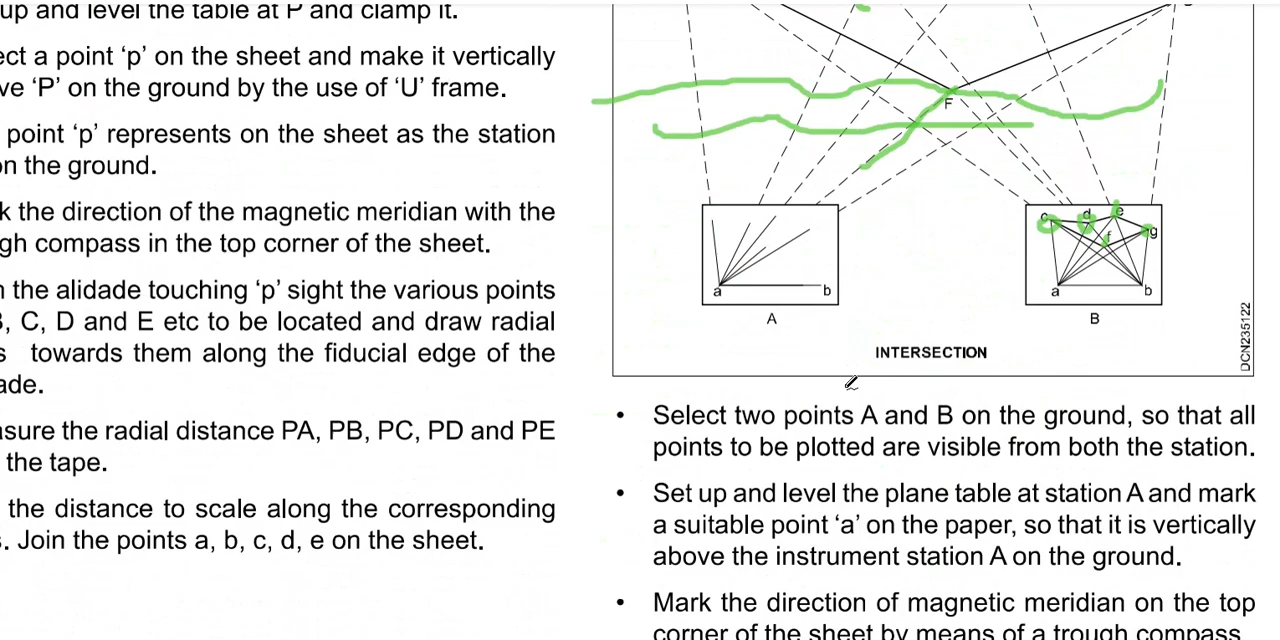 up and level the table at P and clamp it.
ect a point ‘p’ on the sheet and make it vertically
ve ‘P’ on the ground by the use of ‘U’ frame.
point ‘p’ represents on the sheet as the station
on the ground.
k the direction of the magnetic meridian with the
gh compass in the top corner of the sheet.
the alidade touching ‘p’ sight the various points
, C, D and E etc to be located and draw radial
s towards them along the fiducial edge of the
ade.
asure the radial distance PA, PB, PC, PD and PE
the tape.
the distance to scale along the corresponding
. Join the points a, b, c, d, e on the sheet.
F
a b
A
c d e f g
a b
B
INTERSECTION
DCN235122
• Select two points A and B on the ground, so that all
points to be plotted are visible from both the station.
• Set up and level the plane table at station A and mark
a suitable point ‘a’ on the paper, so that it is vertically
above the instrument station A on the ground.
• Mark the direction of magnetic meridian on the top
corner of the sheet by means of a trough compass